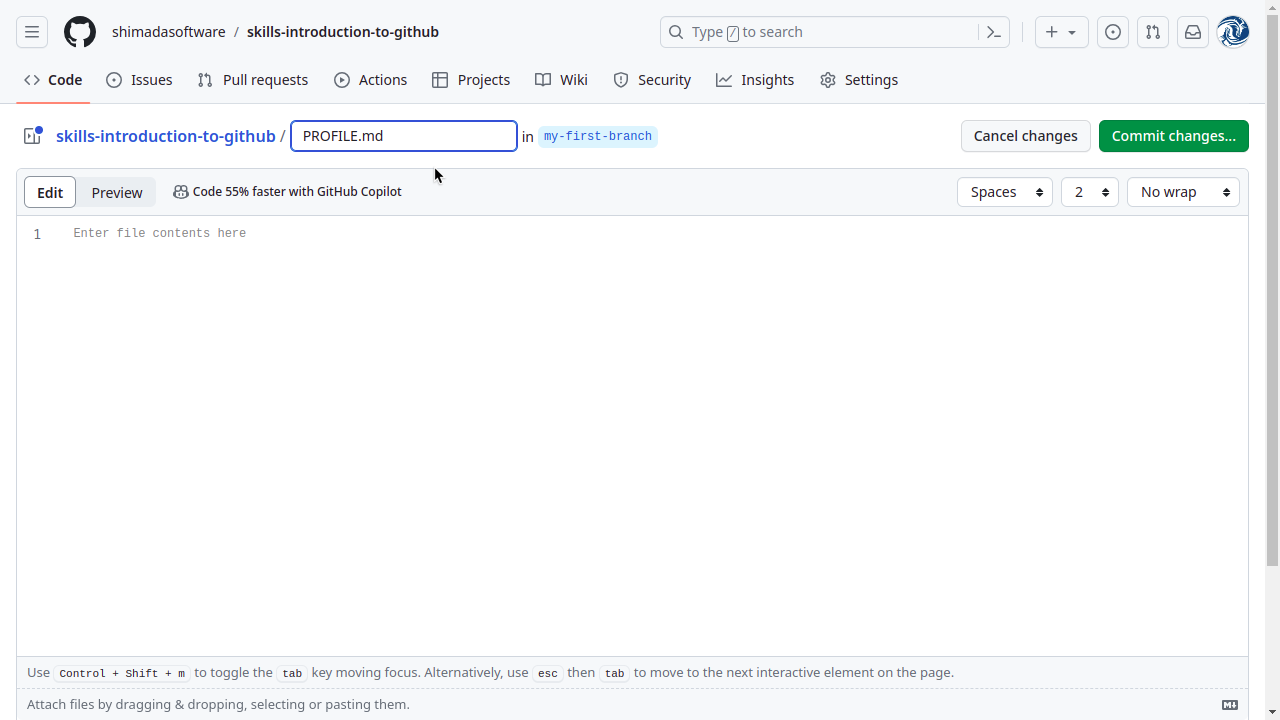 shimadasoftware / skills-introduction-to-github
Type / to search
Code Issues Pull requests Actions Projects Wiki Security Insights Settings
skills-introduction-to-github / PROFILE.md in my-first-branch Cancel changes Commit changes...
Edit Preview Code 55% faster with GitHub Copilot Spaces 2 No wrap
1 Enter file contents here
Use Control + Shift + m to toggle the tab key moving focus. Alternatively, use esc then tab to move to the next interactive element on the page.
Attach files by dragging & dropping, selecting or pasting them.